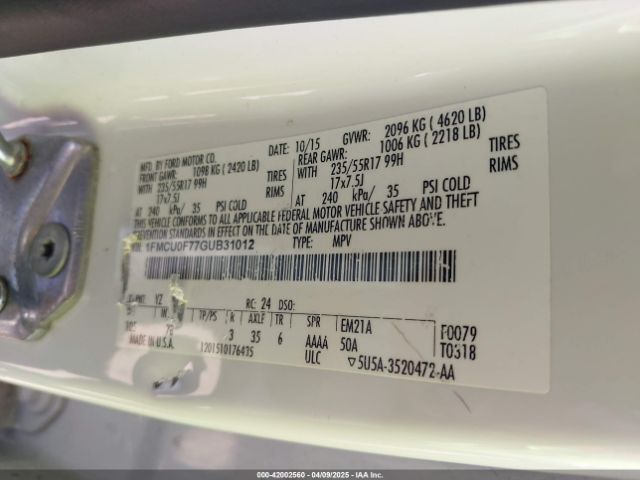 MFD. BY FORD MOTOR CO.
DATE: 10/15 GVWR: 2096 KG ( 4620 LB)
FRONT GAWR: 1098 KG ( 2420 LB)
REAR GAWR: 1006 KG ( 2218 LB)
WITH 235/55R17 99H TIRES
17x7.5J RIMS
WITH 235/55R17 99H TIRES
17x7.5J RIMS
AT 240 kPa/ 35 PSI COLD
AT 240 kPa/ 35 PSI COLD
THIS VEHICLE CONFORMS TO ALL APPLICABLE FEDERAL MOTOR VEHICLE SAFETY AND THEFT
PREVENTION STANDARDS IN EFFECT ON THE DATE OF MANUFACTURE SHOWN ABOVE.
VIN: 1FMCU0F77GUB31012
TYPE: MPV
PNT: YZ RC: 24 DSO:
TP/PS R AXLE TR SPR EM21A F0079
78 3 35 6 AAAA 50A T0318
MADE IN U.S.A. 1201510176435 ULC ▽5U5A-3520472-AA
000-42002560 04/09/2025 IAA Inc.